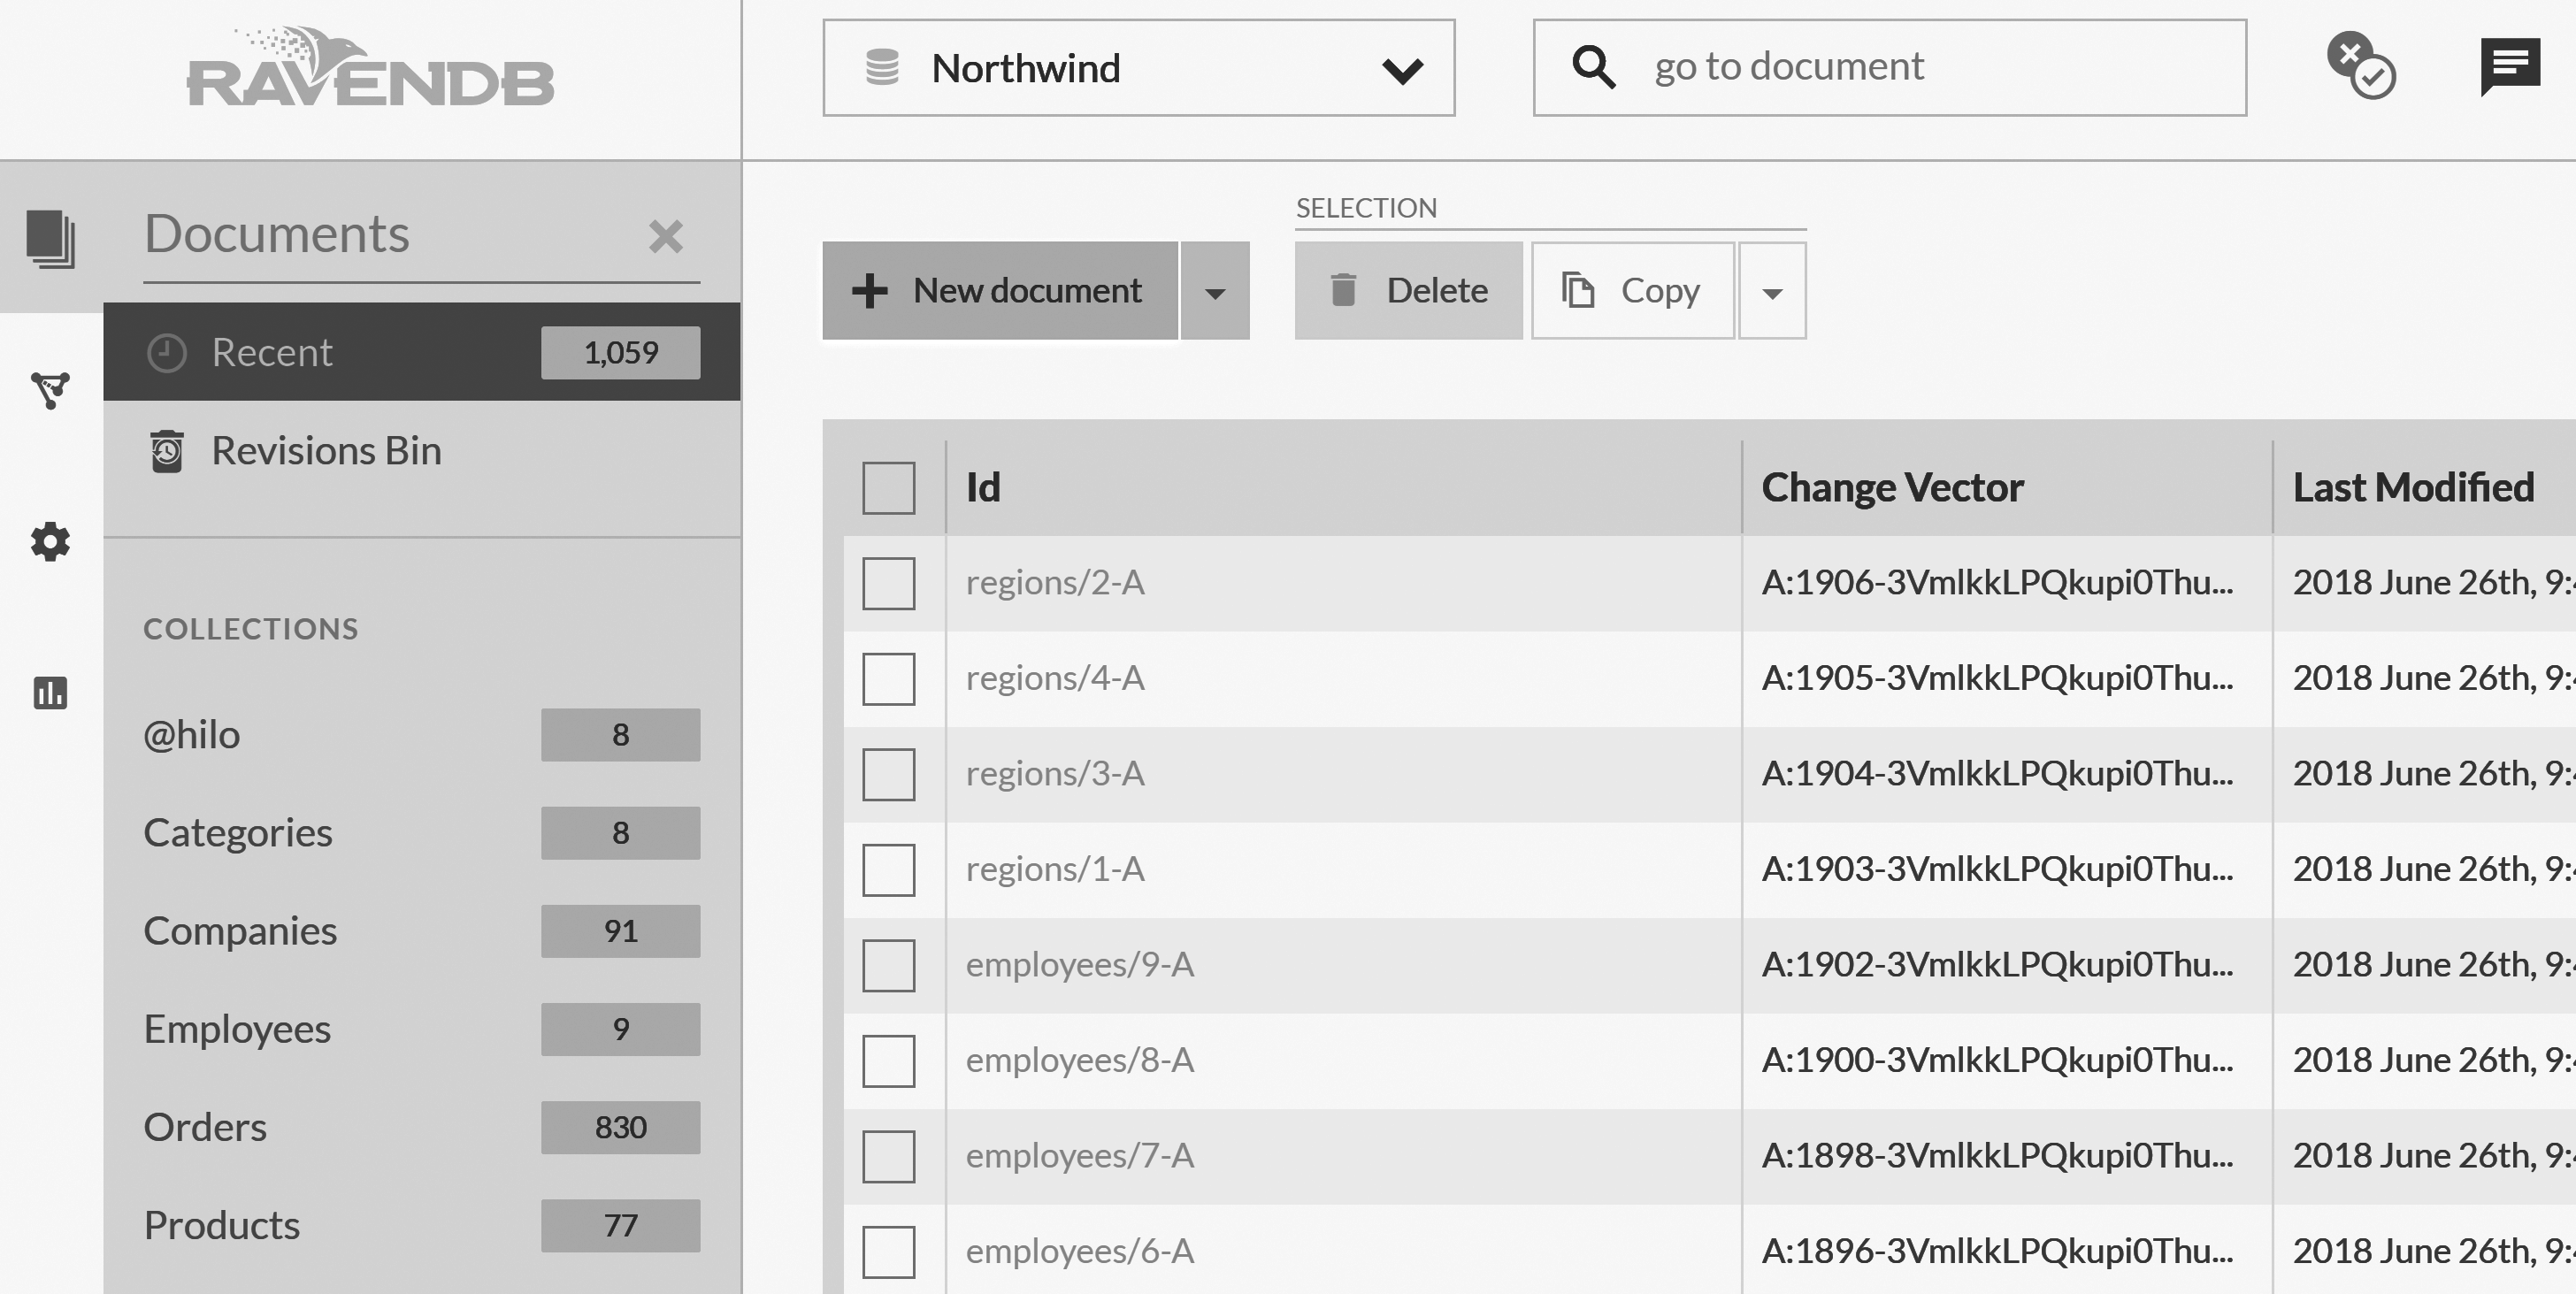 RAVENDB
Northwind
go to document
Documents
Recent 1,059
Revisions Bin
COLLECTIONS
@hilo 8
Categories 8
Companies 91
Employees 9
Orders 830
Products 77
SELECTION
New document
Delete
Copy
Id Change Vector Last Modified
regions/2-A A:1906-3VmlkkLPQkupi0Thu... 2018 June 26th, 9:
regions/4-A A:1905-3VmlkkLPQkupi0Thu... 2018 June 26th, 9:
regions/3-A A:1904-3VmlkkLPQkupi0Thu... 2018 June 26th, 9:
regions/1-A A:1903-3VmlkkLPQkupi0Thu... 2018 June 26th, 9:
employees/9-A A:1902-3VmlkkLPQkupi0Thu... 2018 June 26th, 9:
employees/8-A A:1900-3VmlkkLPQkupi0Thu... 2018 June 26th, 9:
employees/7-A A:1898-3VmlkkLPQkupi0Thu... 2018 June 26th, 9:
employees/6-A A:1896-3VmlkkLPQkupi0Thu... 2018 June 26th, 9: